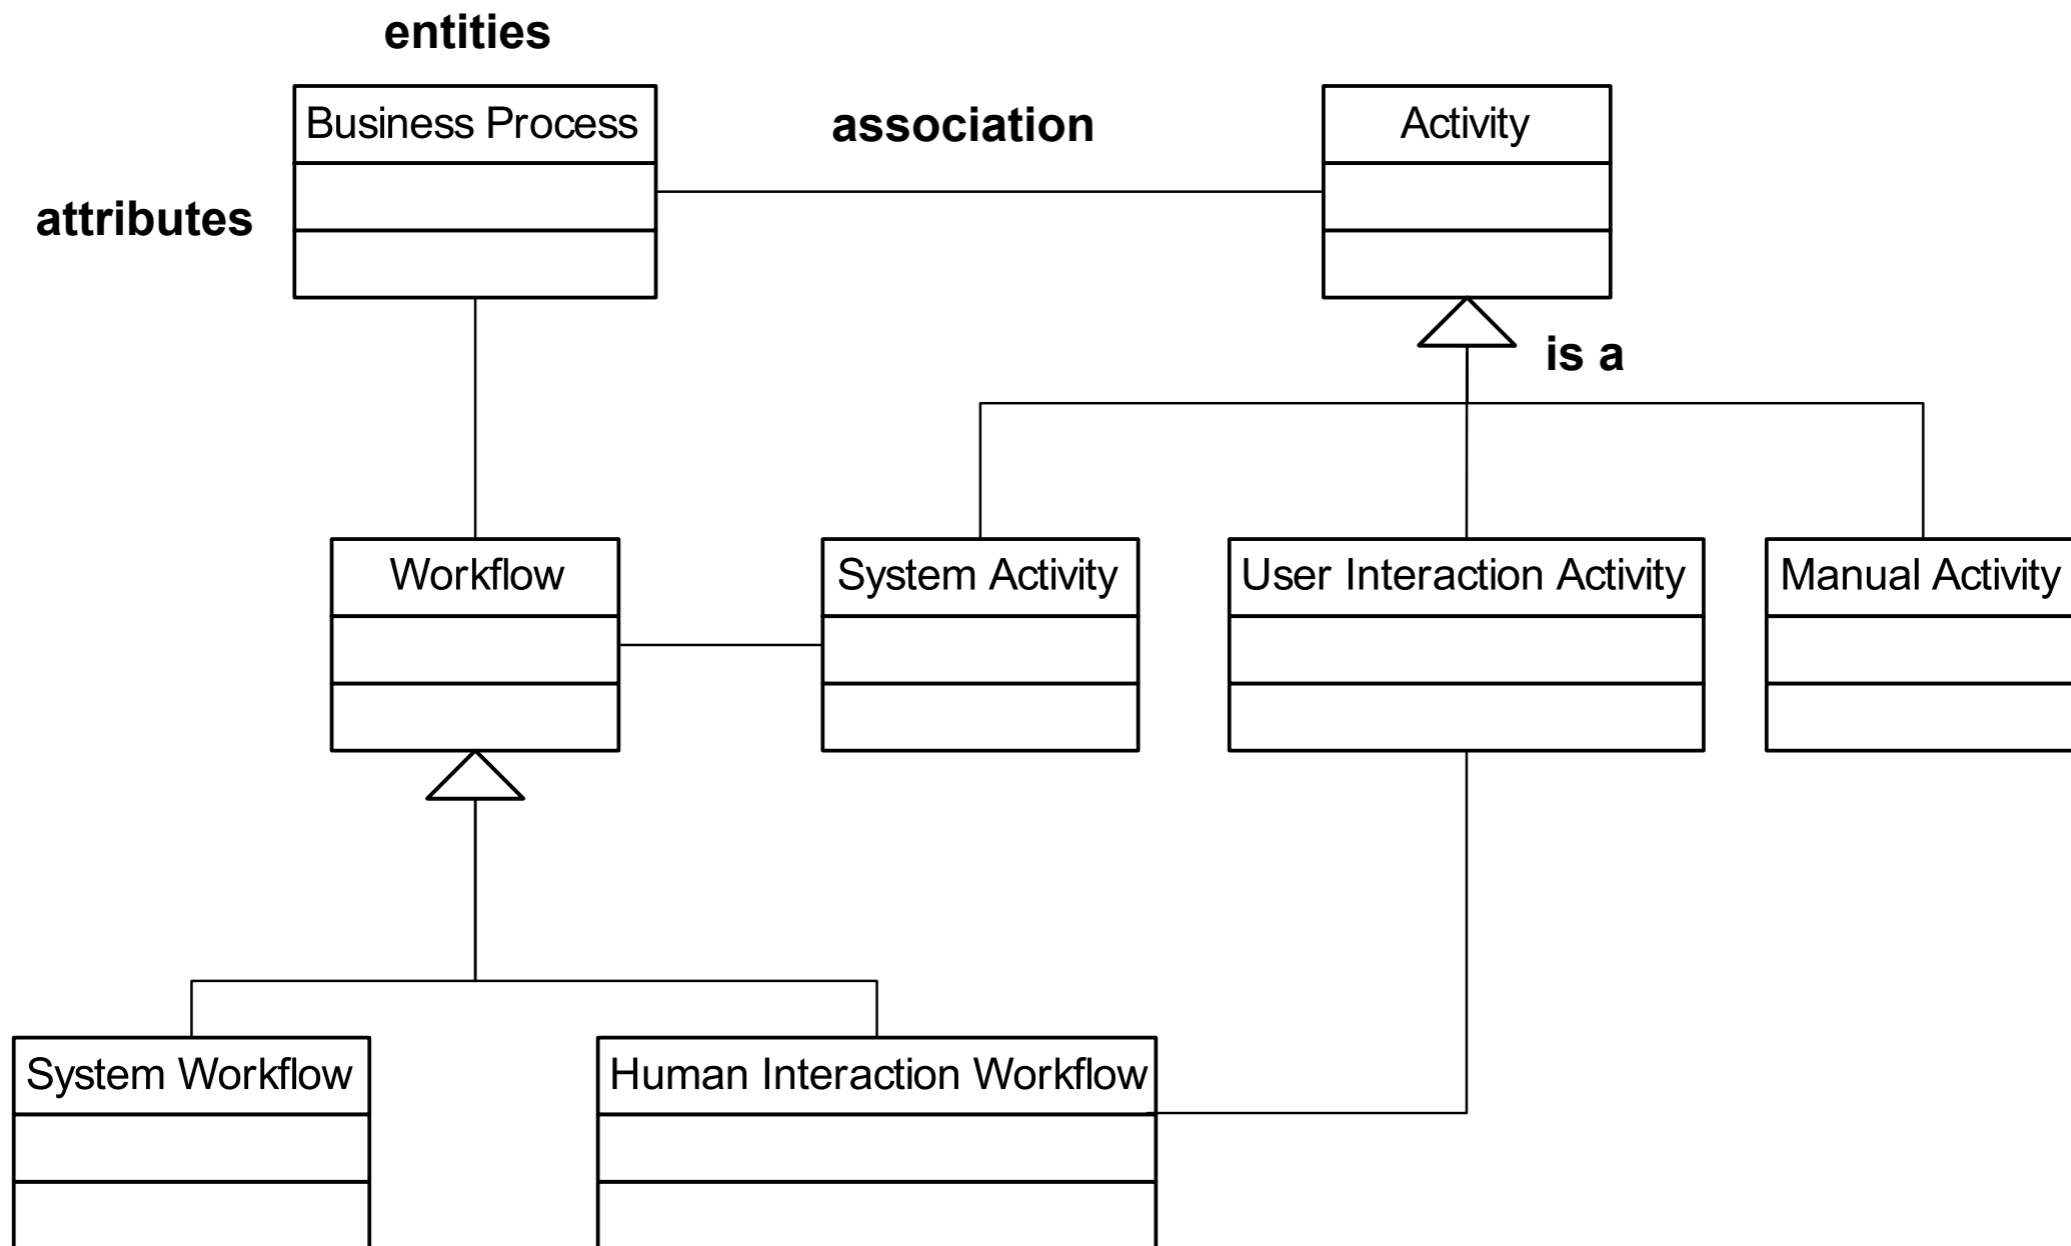 entities
Business Process
association
Activity
attributes
is a
Workflow
System Activity
User Interaction Activity
Manual Activity
System Workflow
Human Interaction Workflow